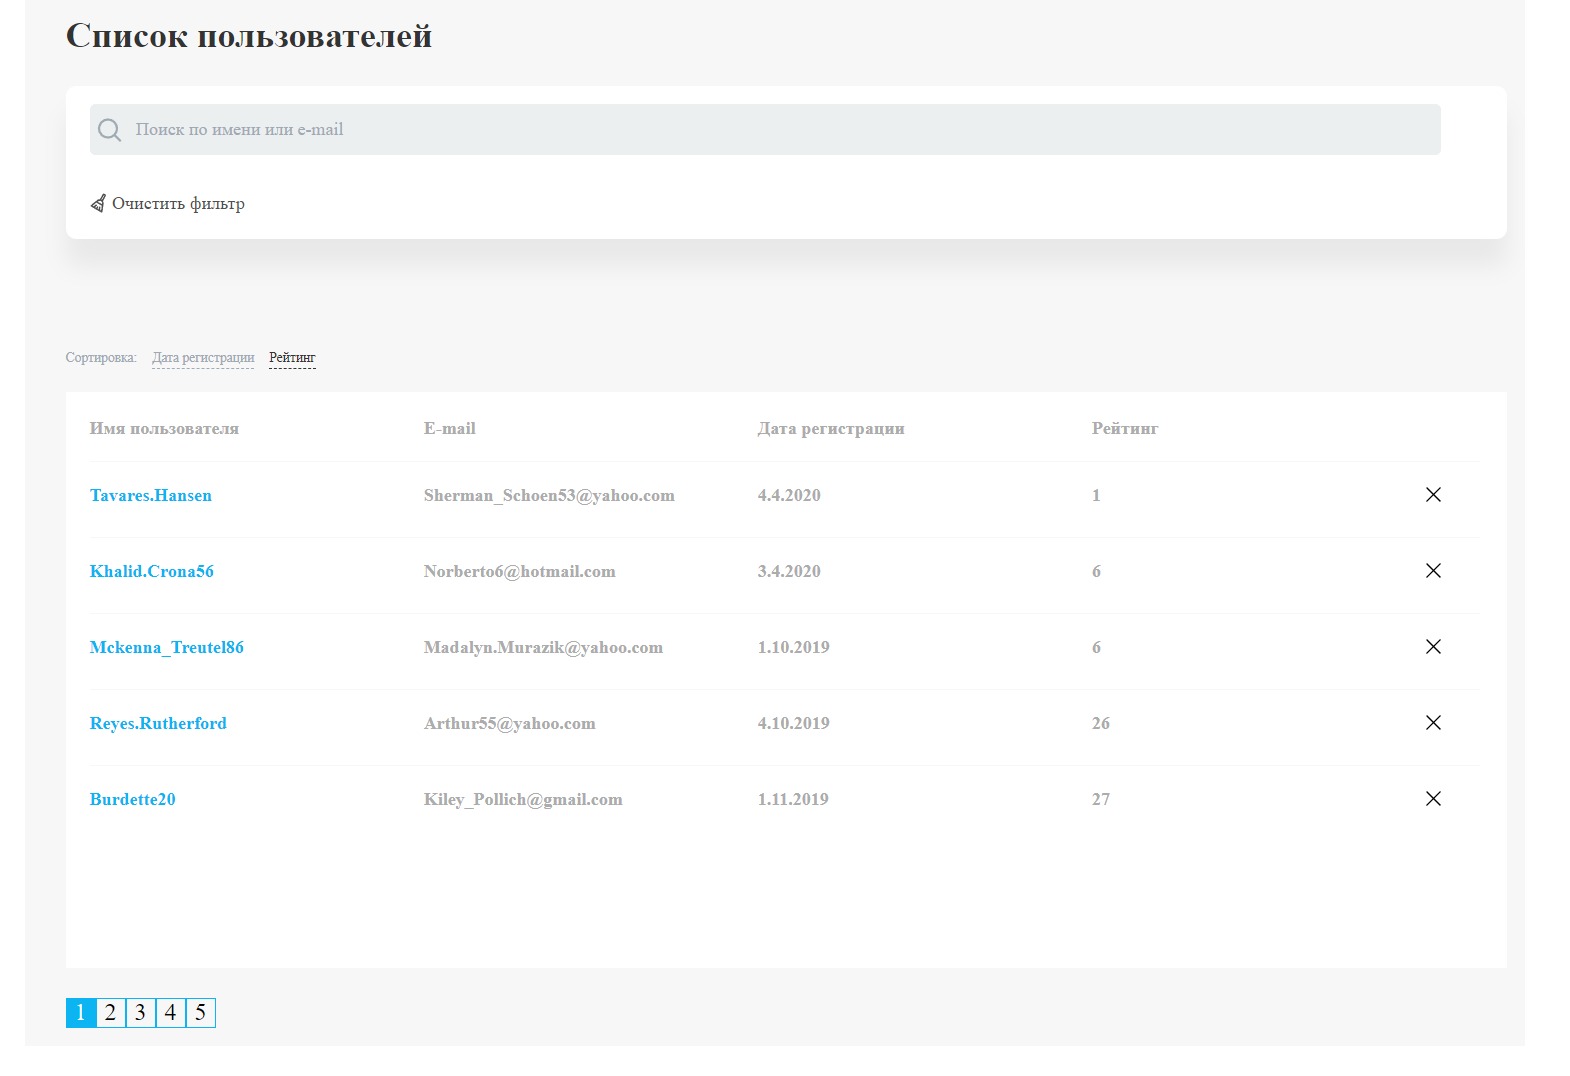 Список пользователей
Поиск по имени или e-mail
Очистить фильтр
Сортировка: Дата регистрации Рейтинг
Имя пользователя E-mail Дата регистрации Рейтинг
Tavares.Hansen Sherman_Schoen53@yahoo.com 4.4.2020 1
Khalid.Crona56 Norberto6@hotmail.com 3.4.2020 6
Mckenna_Treutel86 Madalyn.Murazik@yahoo.com 1.10.2019 6
Reyes.Rutherford Arthur55@yahoo.com 4.10.2019 26
Burdette20 Kiley_Pollich@gmail.com 1.11.2019 27
1 2 3 4 5